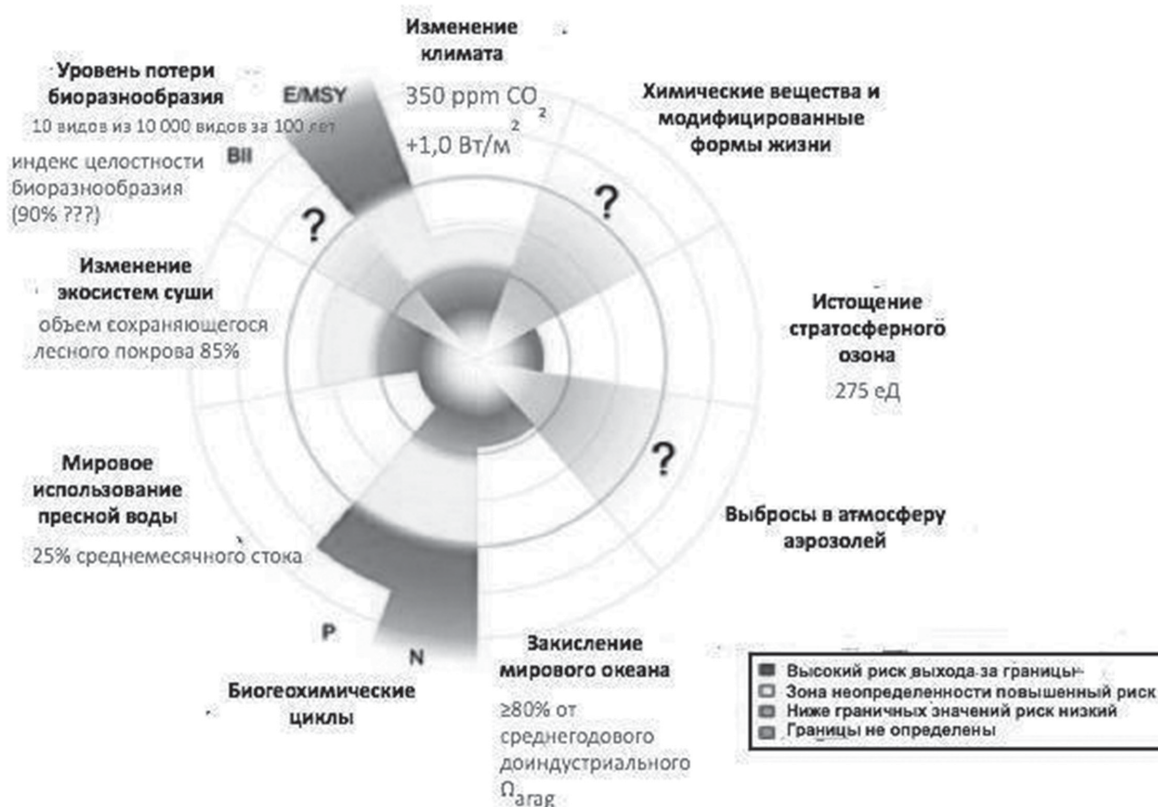 Изменение
климата
350 ppm CO2
+1,0 Вт/м2
Химические вещества и
модифицированные
формы жизни
?
Истощение
стратосферного
озона
275 еД
Выбросы в атмосферу
аэрозолей
?
Закисление
мирового океана
≥80% от
среднегодового
доиндустриального
Ωarag
Биогеохимические
циклы
P
N
Мировое
использование
пресной воды
25% среднемесячного стока
Изменение
экосистем суши
объем сохраняющегося
лесного покрова 85%
Уровень потери
биоразнообразия
10 видов из 10 000 видов за 100 лет
индекс целостности
биоразнообразия
(90% ???)
E/MSY
BII
?
Высокий риск выхода за границы
Зона неопределенности повышенный риск
Ниже граничных значений риск низкий
Границы не определены